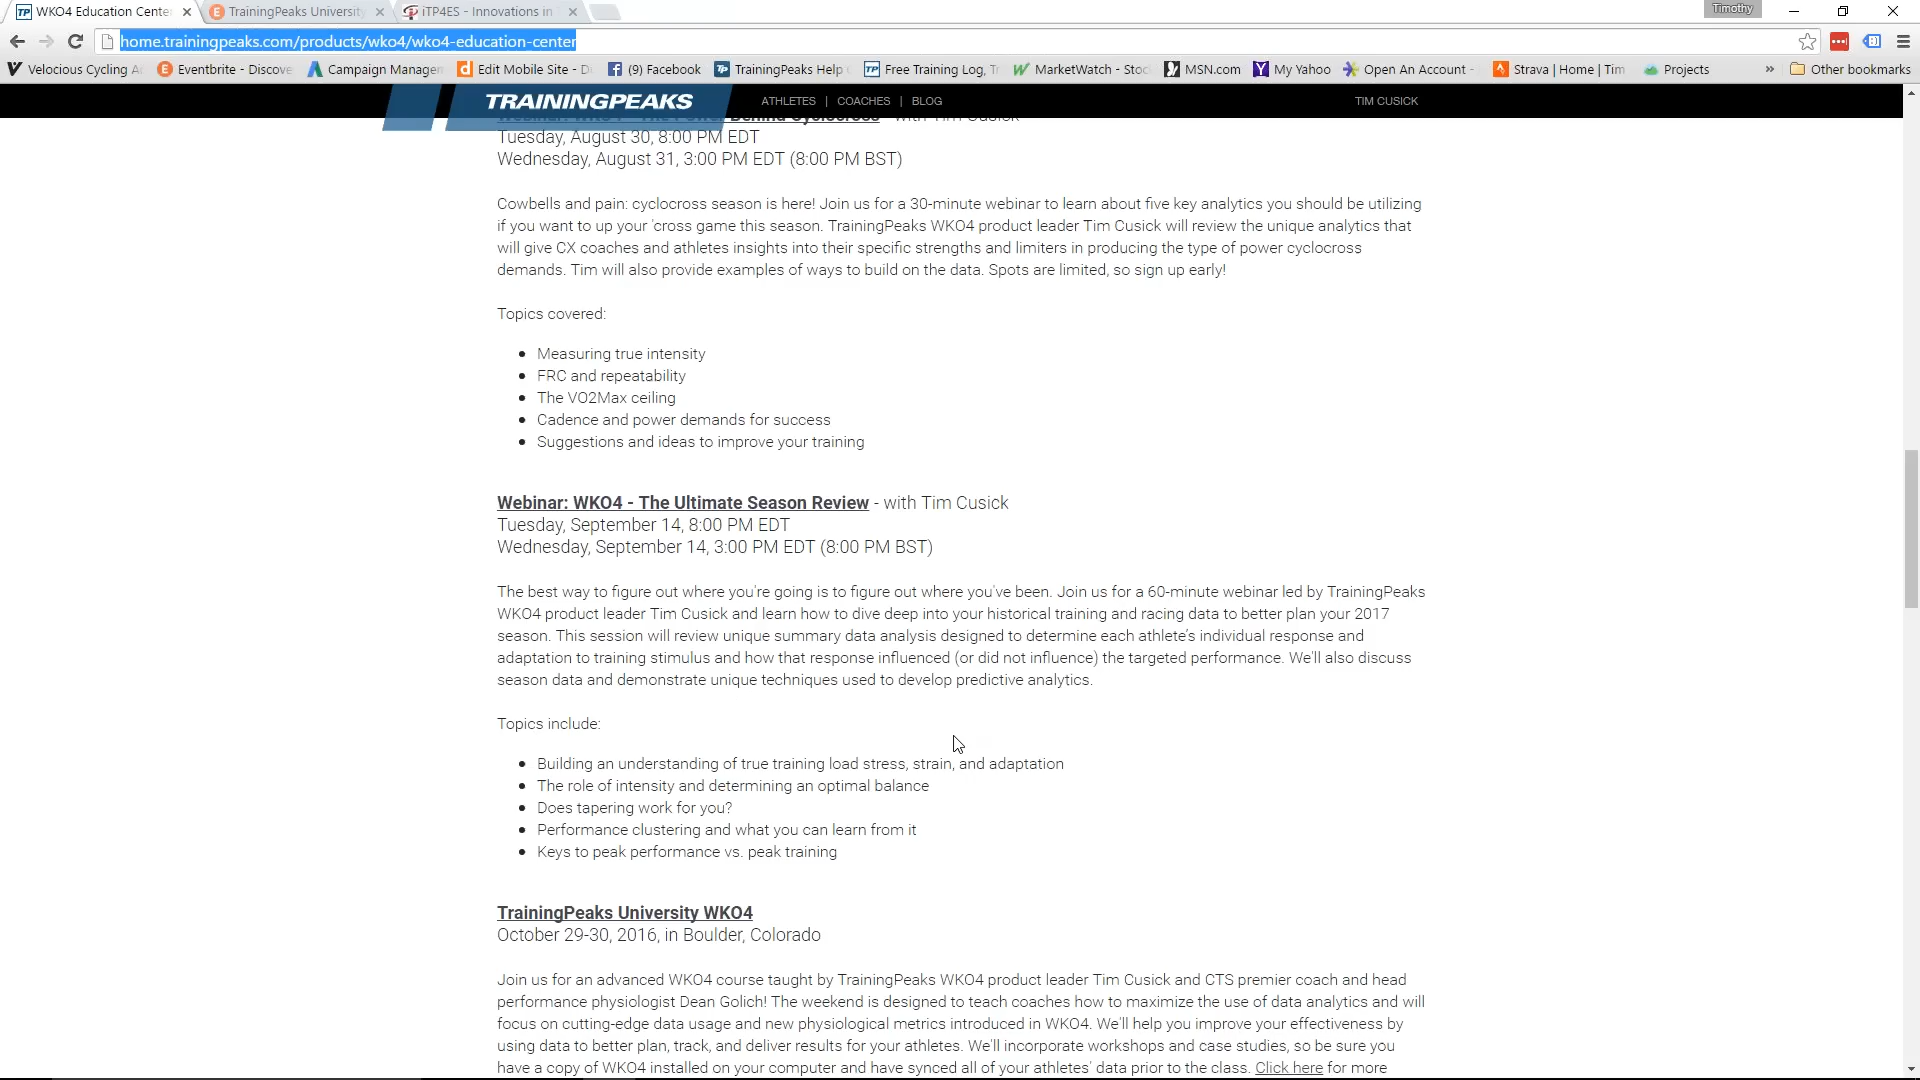 WKO4 Education Cente
TrainingPeaks University
iTP4ES - Innovations in
Timothy
home.trainingpeaks.com/products/wko4/wko4-education-center
Velocious Cycling A
Eventbrite - Discove
Campaign Manage
Edit Mobile Site - D
(9) Facebook
TrainingPeaks Help
Free Training Log, Tr
MarketWatch - Stoc
MSN.com
My Yahoo
Open An Account -
Strava | Home | Tim
Projects
»
Other bookmarks
TRAININGPEAKS
ATHLETES | COACHES | BLOG
TIM CUSICK
Webinar: WKO4 - The Power Behind Cyclocross - with Tim Cusick
Tuesday, August 30, 8:00 PM EDT
Wednesday, August 31, 3:00 PM EDT (8:00 PM BST)
Cowbells and pain: cyclocross season is here! Join us for a 30-minute webinar to learn about five key analytics you should be utilizing
if you want to up your 'cross game this season. TrainingPeaks WKO4 product leader Tim Cusick will review the unique analytics that
will give CX coaches and athletes insights into their specific strengths and limiters in producing the type of power cyclocross
demands. Tim will also provide examples of ways to build on the data. Spots are limited, so sign up early!
Topics covered:
• Measuring true intensity
• FRC and repeatability
• The VO2Max ceiling
• Cadence and power demands for success
• Suggestions and ideas to improve your training
Webinar: WKO4 - The Ultimate Season Review - with Tim Cusick
Tuesday, September 14, 8:00 PM EDT
Wednesday, September 14, 3:00 PM EDT (8:00 PM BST)
The best way to figure out where you're going is to figure out where you've been. Join us for a 60-minute webinar led by TrainingPeaks
WKO4 product leader Tim Cusick and learn how to dive deep into your historical training and racing data to better plan your 2017
season. This session will review unique summary data analysis designed to determine each athlete's individual response and
adaptation to training stimulus and how that response influenced (or did not influence) the targeted performance. We'll also discuss
season data and demonstrate unique techniques used to develop predictive analytics.
Topics include:
• Building an understanding of true training load stress, strain, and adaptation
• The role of intensity and determining an optimal balance
• Does tapering work for you?
• Performance clustering and what you can learn from it
• Keys to peak performance vs. peak training
TrainingPeaks University WKO4
October 29-30, 2016, in Boulder, Colorado
Join us for an advanced WKO4 course taught by TrainingPeaks WKO4 product leader Tim Cusick and CTS premier coach and head
performance physiologist Dean Golich! The weekend is designed to teach coaches how to maximize the use of data analytics and will
focus on cutting-edge data usage and new physiological metrics introduced in WKO4. We'll help you improve your effectiveness by
using data to better plan, track, and deliver results for your athletes. We'll incorporate workshops and case studies, so be sure you
have a copy of WKO4 installed on your computer and have synced all of your athletes' data prior to the class. Click here for more